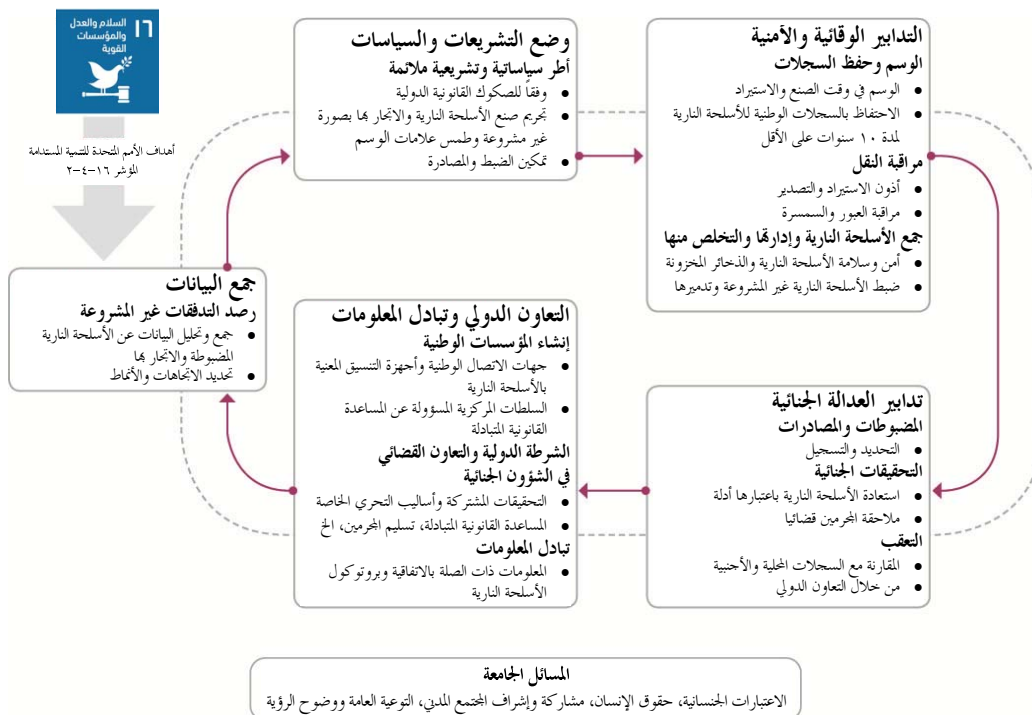 ١٦ السلام والعدل
والمؤسسات
القوية
أهداف الأمم المتحدة للتنمية المستدامة
المؤشر ١٦-٤-٢
وضع التشريعات والسياسات
أطر سياساتية وتشريعية ملائمة
● وفقاً للصكوك القانونية الدولية
● تجريم صنع الأسلحة النارية والاتجار بها بصورة
غير مشروعة وطمس علامات الوسم
● تمكين الضبط والمصادرة
التدابير الوقائية والأمنية
الوسم وحفظ السجلات
● الوسم في وقت الصنع والاستيراد
● الاحتفاظ بالسجلات الوطنية للأسلحة النارية
لمدة ١٠ سنوات على الأقل
مراقبة النقل
● أذون الاستيراد والتصدير
● مراقبة العبور والسمسرة
جمع الأسلحة النارية وإدارتها والتخلص منها
● أمن وسلامة الأسلحة النارية والذخائر المخزونة
● ضبط الأسلحة النارية غير المشروعة وتدميرها
تدابير العدالة الجنائية
المضبوطات والمصادرات
● التحديد والتسجيل
التحقيقات الجنائية
● استعادة الأسلحة النارية باعتبارها أدلة
● ملاحقة المجرمين قضائيا
التعقب
● المقارنة مع السجلات المحلية والأجنبية
● من خلال التعاون الدولي
التعاون الدولي وتبادل المعلومات
إنشاء المؤسسات الوطنية
● جهات الاتصال الوطنية وأجهزة التنسيق المعنية
بالأسلحة النارية
● السلطات المركزية المسؤولة عن المساعدة
القانونية المتبادلة
الشرطة الدولية والتعاون القضائي
في الشؤون الجنائية
● التحقيقات المشتركة وأساليب التحري الخاصة
● المساعدة القانونية المتبادلة، تسليم المجرمين، الخ
تبادل المعلومات
● المعلومات ذات الصلة بالاتفاقية وبروتوكول
الأسلحة النارية
جمع البيانات
رصد التدفقات غير المشروعة
● جمع وتحليل البيانات عن الأسلحة النارية
المضبوطة والاتجار بها
● تحديد الاتجاهات والأنماط
المسائل الجامعة
الاعتبارات الجنسانية، حقوق الإنسان، مشاركة وإشراف المجتمع المدني، التوعية العامة ووضوح الرؤية